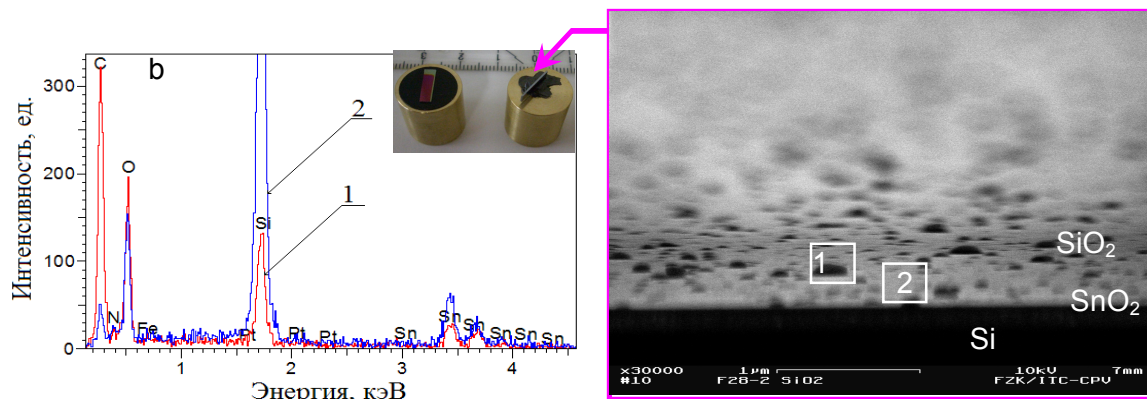 b
Интенсивность, ед.
300
200
100
0
C
O
N
Fe
Si
Pt
Pt
Pt
Sn
Sn
Sn
Sn
Sn
Sn
2
1
1
2
3
4
Энергия, кэВ
1
2
SiO₂
SnO₂
Si
x30000 1µm 10kV 7mm
#10 F28-2 SiO2 FZK/ITC-CPV